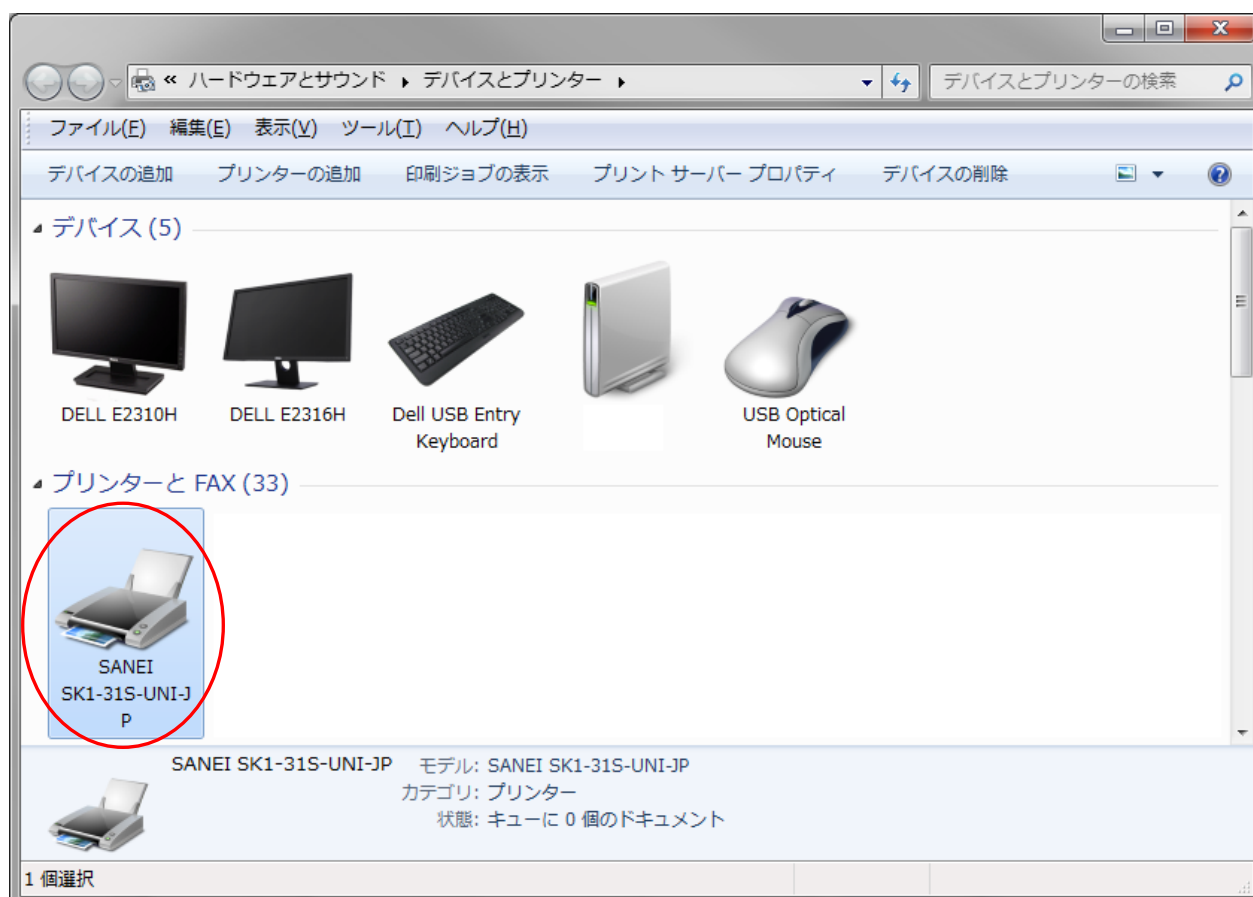 « ハードウェアとサウンド ▸ デバイスとプリンター ▸ デバイスとプリンターの検索
ファイル(F) 編集(E) 表示(V) ツール(T) ヘルプ(H)
デバイスの追加 プリンターの追加 印刷ジョブの表示 プリント サーバー プロパティ デバイスの削除
デバイス (5)
DELL E2310H
DELL E2316H
Dell USB Entry
Keyboard
USB Optical
Mouse
プリンターと FAX (33)
SANEI
SK1-31S-UNI-J
P
SANEI SK1-31S-UNI-JP モデル: SANEI SK1-31S-UNI-JP
カテゴリ: プリンター
状態: キューに 0 個のドキュメント
1 個選択